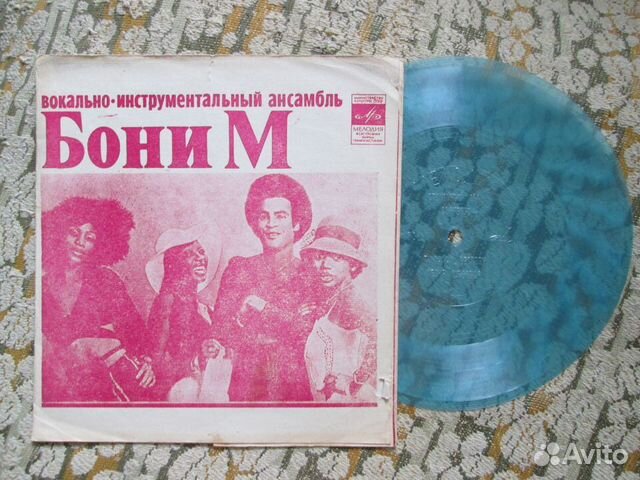 вокально·инструментальный ансамбль
Бони М
МЕЛОДИЯ
Avito